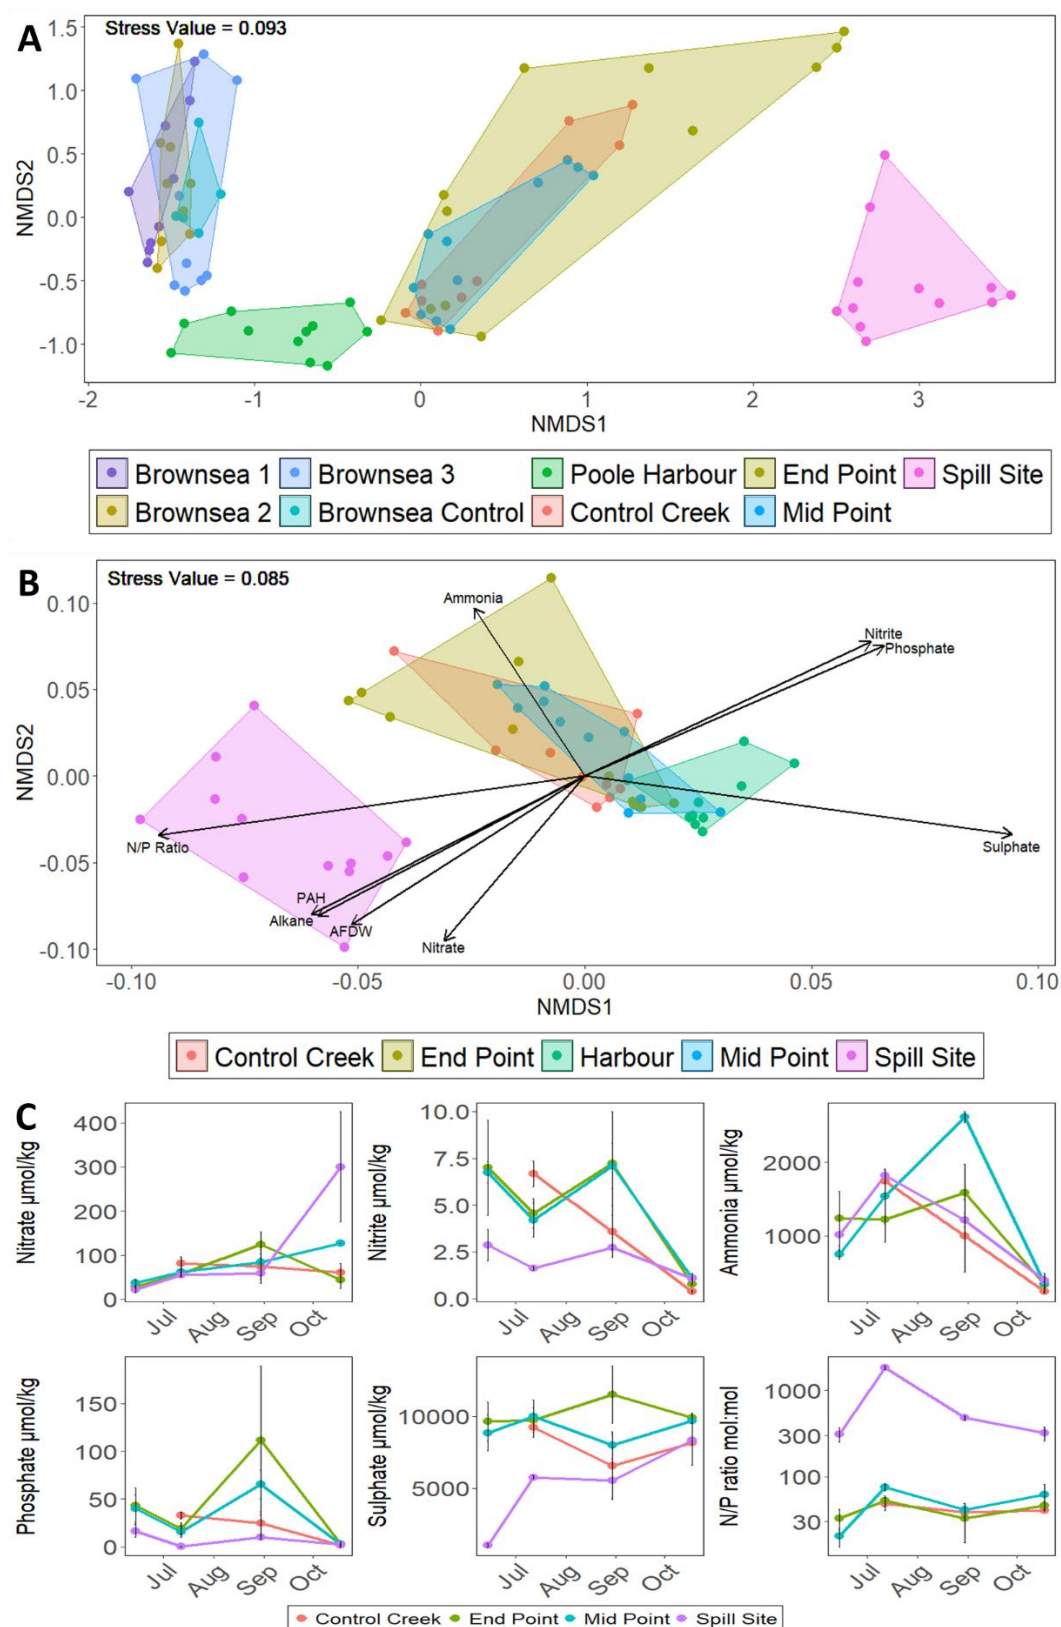 A
Stress Value = 0.093
NMDS2
1.5
1.0
0.5
0.0
-0.5
-1.0
-2 -1 0 1 2 3
NMDS1
Brownsea 1 Brownsea 3 Poole Harbour End Point Spill Site
Brownsea 2 Brownsea Control Control Creek Mid Point
B
Stress Value = 0.085
NMDS2
0.10
0.05
0.00
-0.05
-0.10
Ammonia
Nitrite
Phosphate
N/P Ratio
Sulphate
PAH
Alkane
AFDW
Nitrate
-0.10 -0.05 0.00 0.05 0.10
NMDS1
Control Creek End Point Harbour Mid Point Spill Site
C
Nitrate µmol/kg
400
300
200
100
0
Jul Aug Sep Oct
Nitrite µmol/kg
10.0
7.5
5.0
2.5
0.0
Jul Aug Sep Oct
Ammonia µmol/kg
2000
1000
Jul Aug Sep Oct
Phosphate µmol/kg
150
100
50
0
Jul Aug Sep Oct
Sulphate µmol/kg
10000
5000
Jul Aug Sep Oct
N/P ratio mol:mol
1000
300
100
30
Jul Aug Sep Oct
Control Creek End Point Mid Point Spill Site